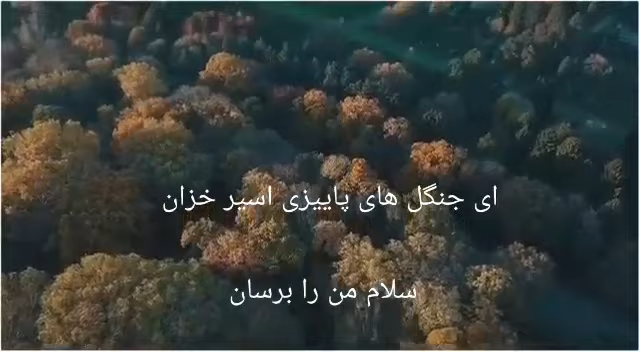 ای جنگل های پاییزی اسیر خزان
سلام من را برسان